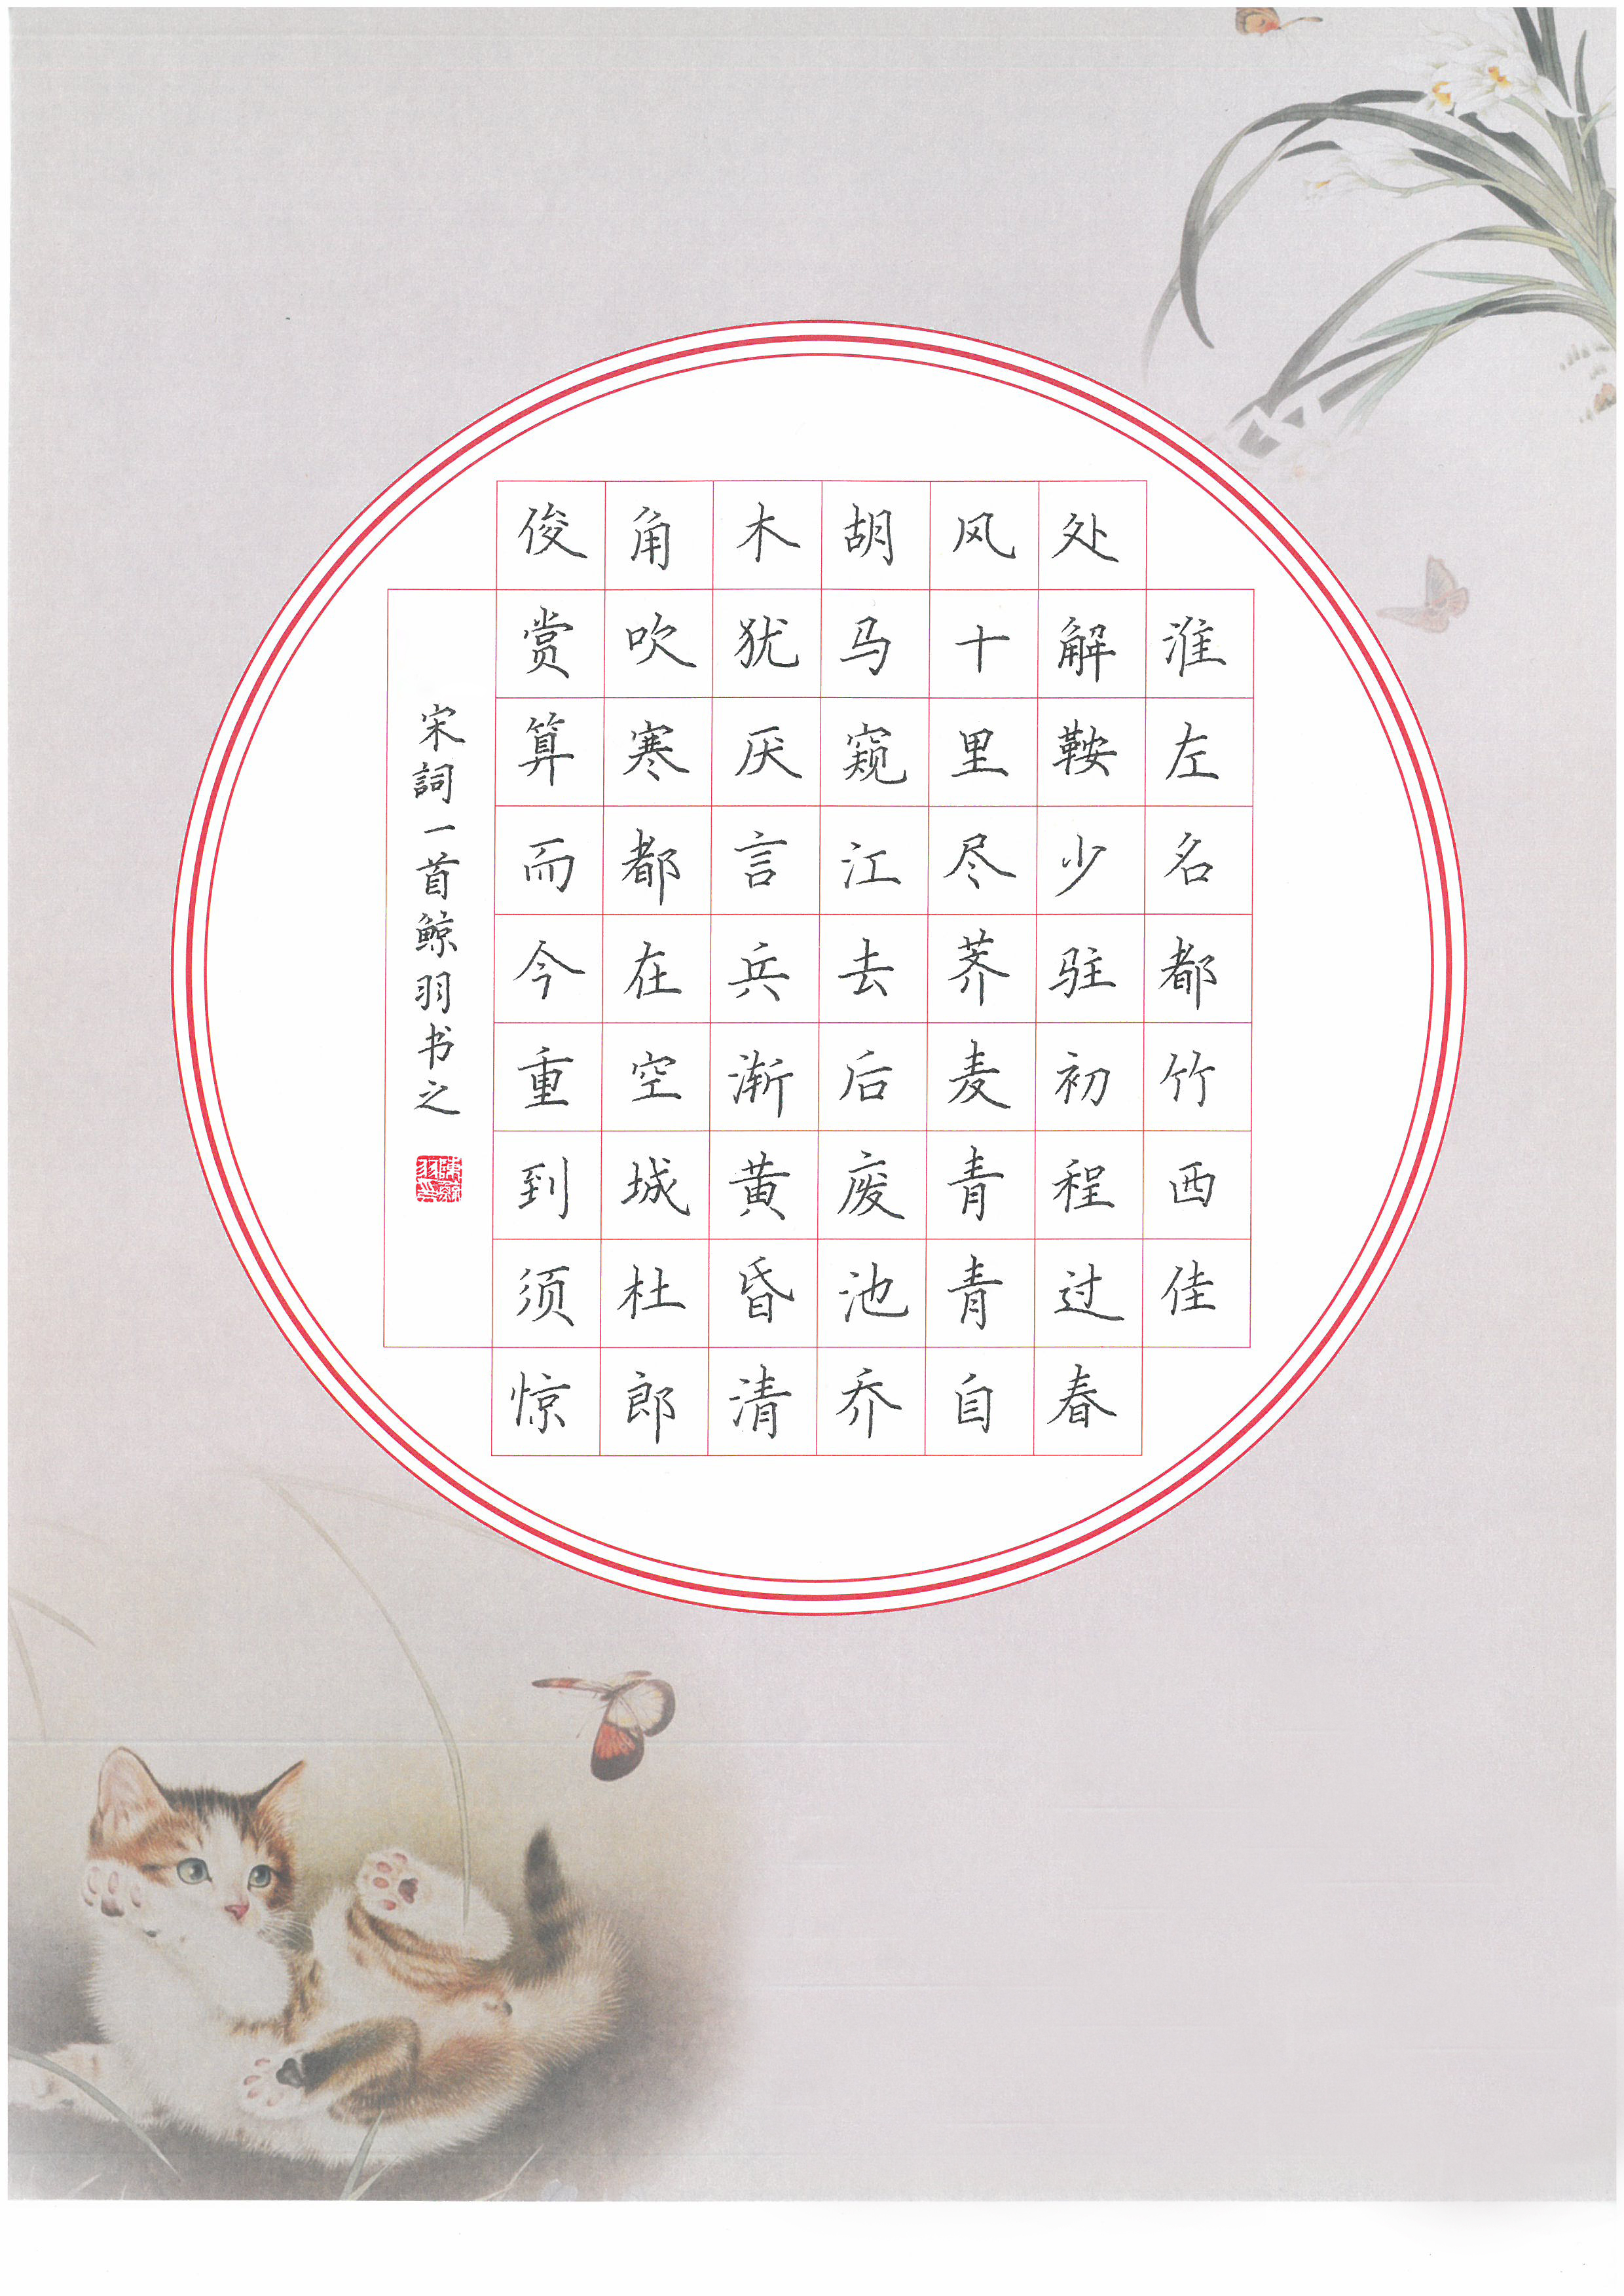 淮左名都竹西佳
处解鞍少驻初程过春
风十里尽荠麦青青自
胡马窥江去后废池乔
木犹厌言兵渐黄昏清
角吹寒都在空城杜郎
俊赏算而今重到须惊
宋詞一首鲸羽书之